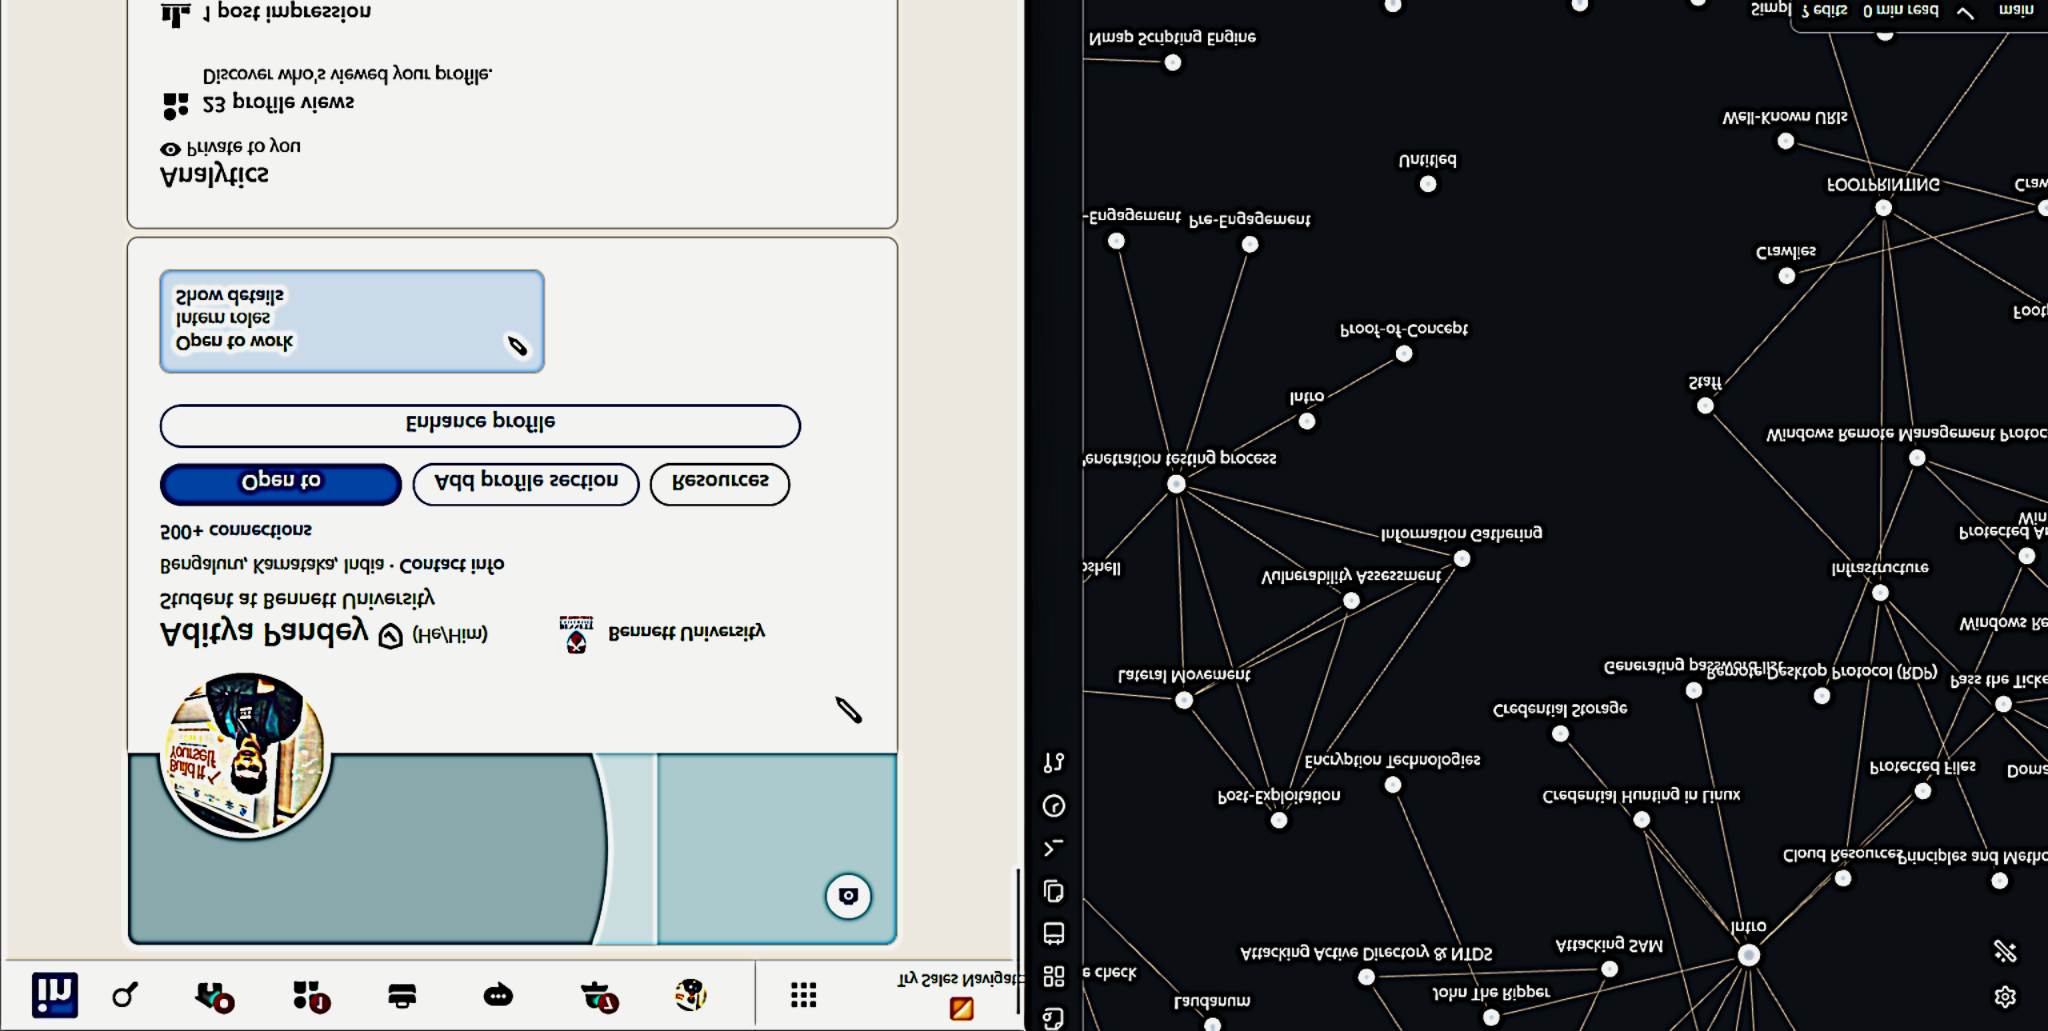 in
1
7
Try Sales Navigat
Build it
Yourself
Aditya Pandey (He/Him)
Bennett University
Student at Bennett University
Bengaluru, Karnataka, India · Contact info
500+ connections
Open to
Add profile section
Resources
Enhance profile
Open to work
Intern roles
Show details
Analytics
Private to you
23 profile views
Discover who's viewed your profile.
1 post impression
Laudanum
e check
John The Ripper
Attacking Active Directory & NTDS
Attacking SAM
Intro
Cloud Resources
Principles and Metho
Post-Exploitation
Credential Hunting in Linux
Encryption Technologies
Protected Files
Doma
Credential Storage
Lateral Movement
Generating password list
Remote Desktop Protocol (RDP)
Pass the Ticke
Windows Re
Vulnerability Assessment
Infrastructure
pshell
Information Gathering
Protected Ar
Win
enetration testing process
Windows Remote Management Protoc
Intro
Staff
Proof-of-Concept
Foot
Crawlies
-Engagement
Pre-Engagement
FOOTPRINTING
Craw
Untitled
Well-Known URIs
Nmap Scripting Engine
Simpl
2 edits
0 min read
main